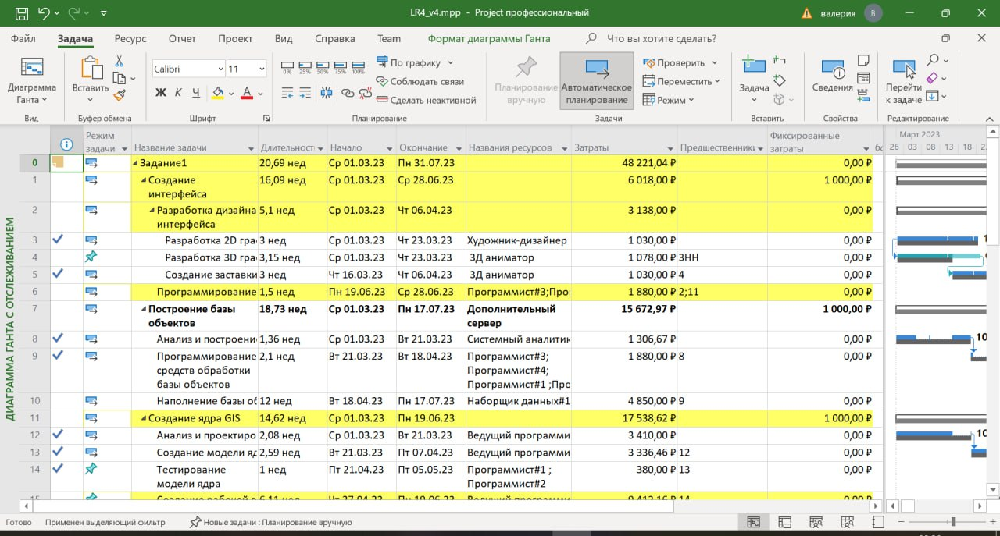 LR4_v4.mpp - Project профессиональный
валерия В
Файл Задача Ресурс Отчет Проект Вид Справка Team Формат диаграммы Ганта Что вы хотите сделать?
Диаграмма Ганта
Вид
Вставить
Буфер обмена
Calibri 11
Ж К Ч А
Шрифт
0% 25% 50% 75% 100%
По графику
Соблюдать связи
Сделать неактивной
Планирование
Планирование вручную
Автоматическое планирование
Проверить
Переместить
Режим
Задачи
Задача
Вставить
Сведения
Свойства
Перейти к задаче
Редактирование
ДИАГРАММА ГАНТА С ОТСЛЕЖИВАНИЕМ
Режим задачи Название задачи Длительност Начало Окончание Названия ресурсов Затраты Предшественники Фиксированные затраты
Март 2023
26 03 08 13 18
0 Задание1 20,69 нед Ср 01.03.23 Пн 31.07.23 48 221,04 ₽ 0,00 ₽
1 Создание интерфейса 16,09 нед Ср 01.03.23 Ср 28.06.23 6 018,00 ₽ 1 000,00 ₽
2 Разработка дизайна интерфейса 5,1 нед Ср 01.03.23 Чт 06.04.23 3 138,00 ₽ 0,00 ₽
3 Разработка 2D гра 3 нед Ср 01.03.23 Чт 23.03.23 Художник-дизайнер 1 030,00 ₽ 0,00 ₽
4 Разработка 3D гра 3,15 нед Ср 01.03.23 Чт 23.03.23 3Д аниматор 1 078,00 ₽ 3НН 0,00 ₽
5 Создание заставки 3 нед Чт 16.03.23 Чт 06.04.23 3Д аниматор 1 030,00 ₽ 4 0,00 ₽
6 Программирование 1,5 нед Пн 19.06.23 Ср 28.06.23 Программист#3;Про 1 880,00 ₽ 2;11 0,00 ₽
7 Построение базы объектов 18,73 нед Ср 01.03.23 Пн 17.07.23 Дополнительный сервер 15 672,97 ₽ 1 000,00 ₽
8 Анализ и построени 1,36 нед Ср 01.03.23 Вт 21.03.23 Системный аналитик 1 306,67 ₽ 0,00 ₽
9 Программирование средств обработки базы объектов 2,1 нед Вт 21.03.23 Вт 18.04.23 Программист#3; Программист#4; Программист#1 ;Про 1 880,00 ₽ 8 0,00 ₽
10 Наполнение базы об 12 нед Вт 18.04.23 Пн 17.07.23 Наборщик данных#1 4 850,00 ₽ 9 0,00 ₽
11 Создание ядра GIS 14,62 нед Ср 01.03.23 Пн 19.06.23 17 538,62 ₽ 1 000,00 ₽
12 Анализ и проектиро 2,08 нед Ср 01.03.23 Вт 21.03.23 Ведущий программи 3 410,00 ₽ 0,00 ₽
13 Создание модели яд 2,59 нед Вт 21.03.23 Пт 07.04.23 Ведущий программи 3 336,46 ₽ 12 0,00 ₽
14 Тестирование модели ядра 1 нед Пт 21.04.23 Пт 05.05.23 Программист#1 ; Программист#2 380,00 ₽ 13 0,00 ₽
15 Создание рабочей в 6,11 нед Чт 27.04.23 Пн 19.06.23 Ведущий программи 9 412,16 ₽ 14 0,00 ₽
Готово Применен выделяющий фильтр Новые задачи : Планирование вручную